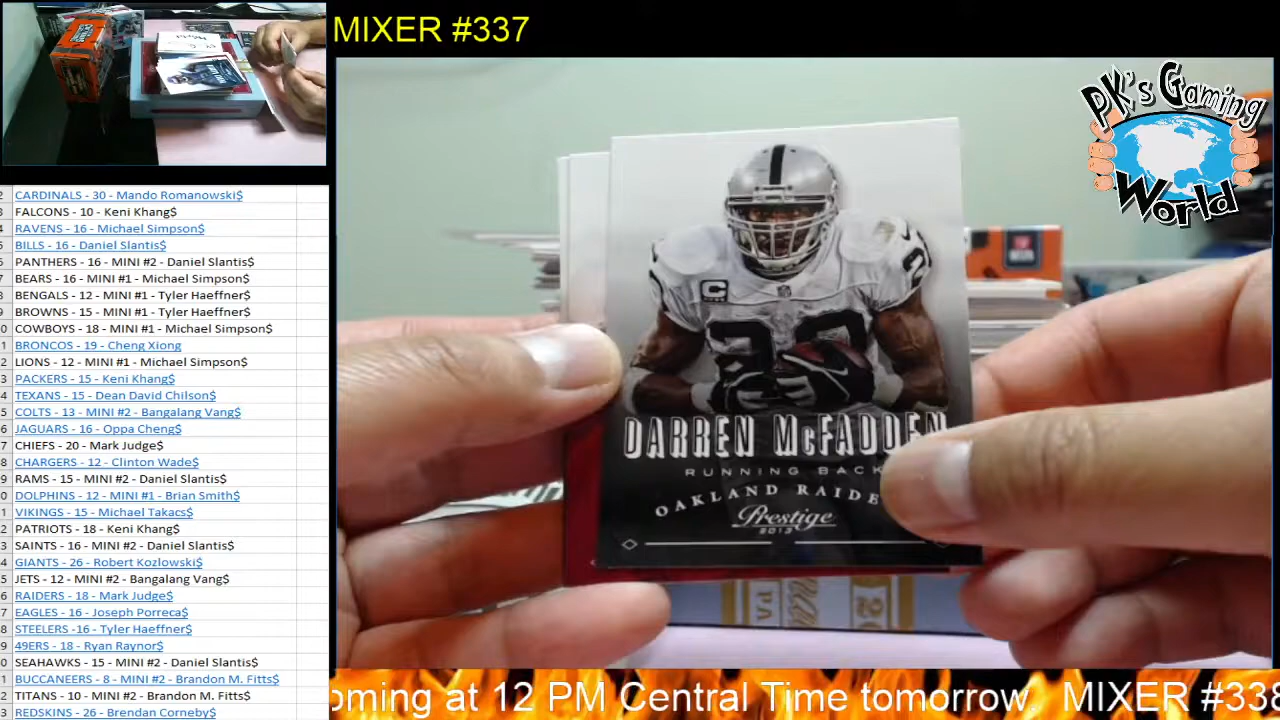 MIXER #337
PK's Gaming
World
CARDINALS - 30 - Mando Romanowski$
FALCONS - 10 - Keni Khang$
RAVENS - 16 - Michael Simpson$
BILLS - 16 - Daniel Slantis$
PANTHERS - 16 - MINI #2 - Daniel Slantis$
BEARS - 16 - MINI #1 - Michael Simpson$
BENGALS - 12 - MINI #1 - Tyler Haeffner$
BROWNS - 15 - MINI #1 - Tyler Haeffner$
COWBOYS - 18 - MINI #1 - Michael Simpson$
BRONCOS - 19 - Cheng Xiong
LIONS - 12 - MINI #1 - Michael Simpson$
PACKERS - 15 - Keni Khang$
TEXANS - 15 - Dean David Chilson$
COLTS - 13 - MINI #2 - Bangalang Vang$
JAGUARS - 16 - Oppa Cheng$
CHIEFS - 20 - Mark Judge$
CHARGERS - 12 - Clinton Wade$
RAMS - 15 - MINI #2 - Daniel Slantis$
DOLPHINS - 12 - MINI #1 - Brian Smith$
VIKINGS - 15 - Michael Takacs$
PATRIOTS - 18 - Keni Khang$
SAINTS - 16 - MINI #2 - Daniel Slantis$
GIANTS - 26 - Robert Kozlowski$
JETS - 12 - MINI #2 - Bangalang Vang$
RAIDERS - 18 - Mark Judge$
EAGLES - 16 - Joseph Porreca$
STEELERS -16 - Tyler Haeffner$
49ERS - 18 - Ryan Raynor$
SEAHAWKS - 15 - MINI #2 - Daniel Slantis$
BUCCANEERS - 8 - MINI #2 - Brandon M. Fitts$
TITANS - 10 - MINI #2 - Brandon M. Fitts$
REDSKINS - 26 - Brendan Corneby$
C
DARREN McFADDEN
RUNNING BACK
OAKLAND RAIDE
Prestige
2013
oming at 12 PM Central Time tomorrow. MIXER #338